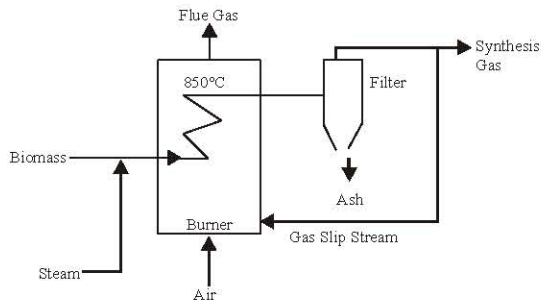 Flue Gas
Synthesis
Gas
850°C
Filter
Biomass
Ash
Burner
Gas Slip Stream
Steam
Air